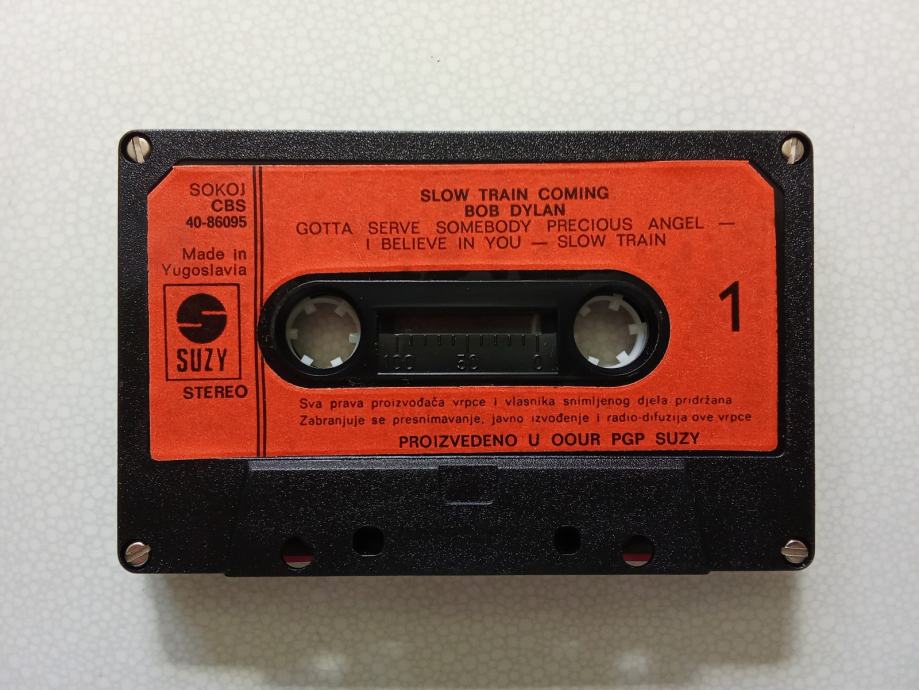 SOKOJ
CBS
40-86095
Made in
Yugoslavia
SUZY
STEREO
SLOW TRAIN COMING
BOB DYLAN
GOTTA SERVE SOMEBODY PRECIOUS ANGEL —
I BELIEVE IN YOU — SLOW TRAIN
1
100 50 0
Sva prava proizvođača vrpce i vlasnika snimljenog djela pridržana
Zabranjuje se presnimavanje, javno izvođenje i radio-difuzija ove vrpce
PROIZVEDENO U OOUR PGP SUZY